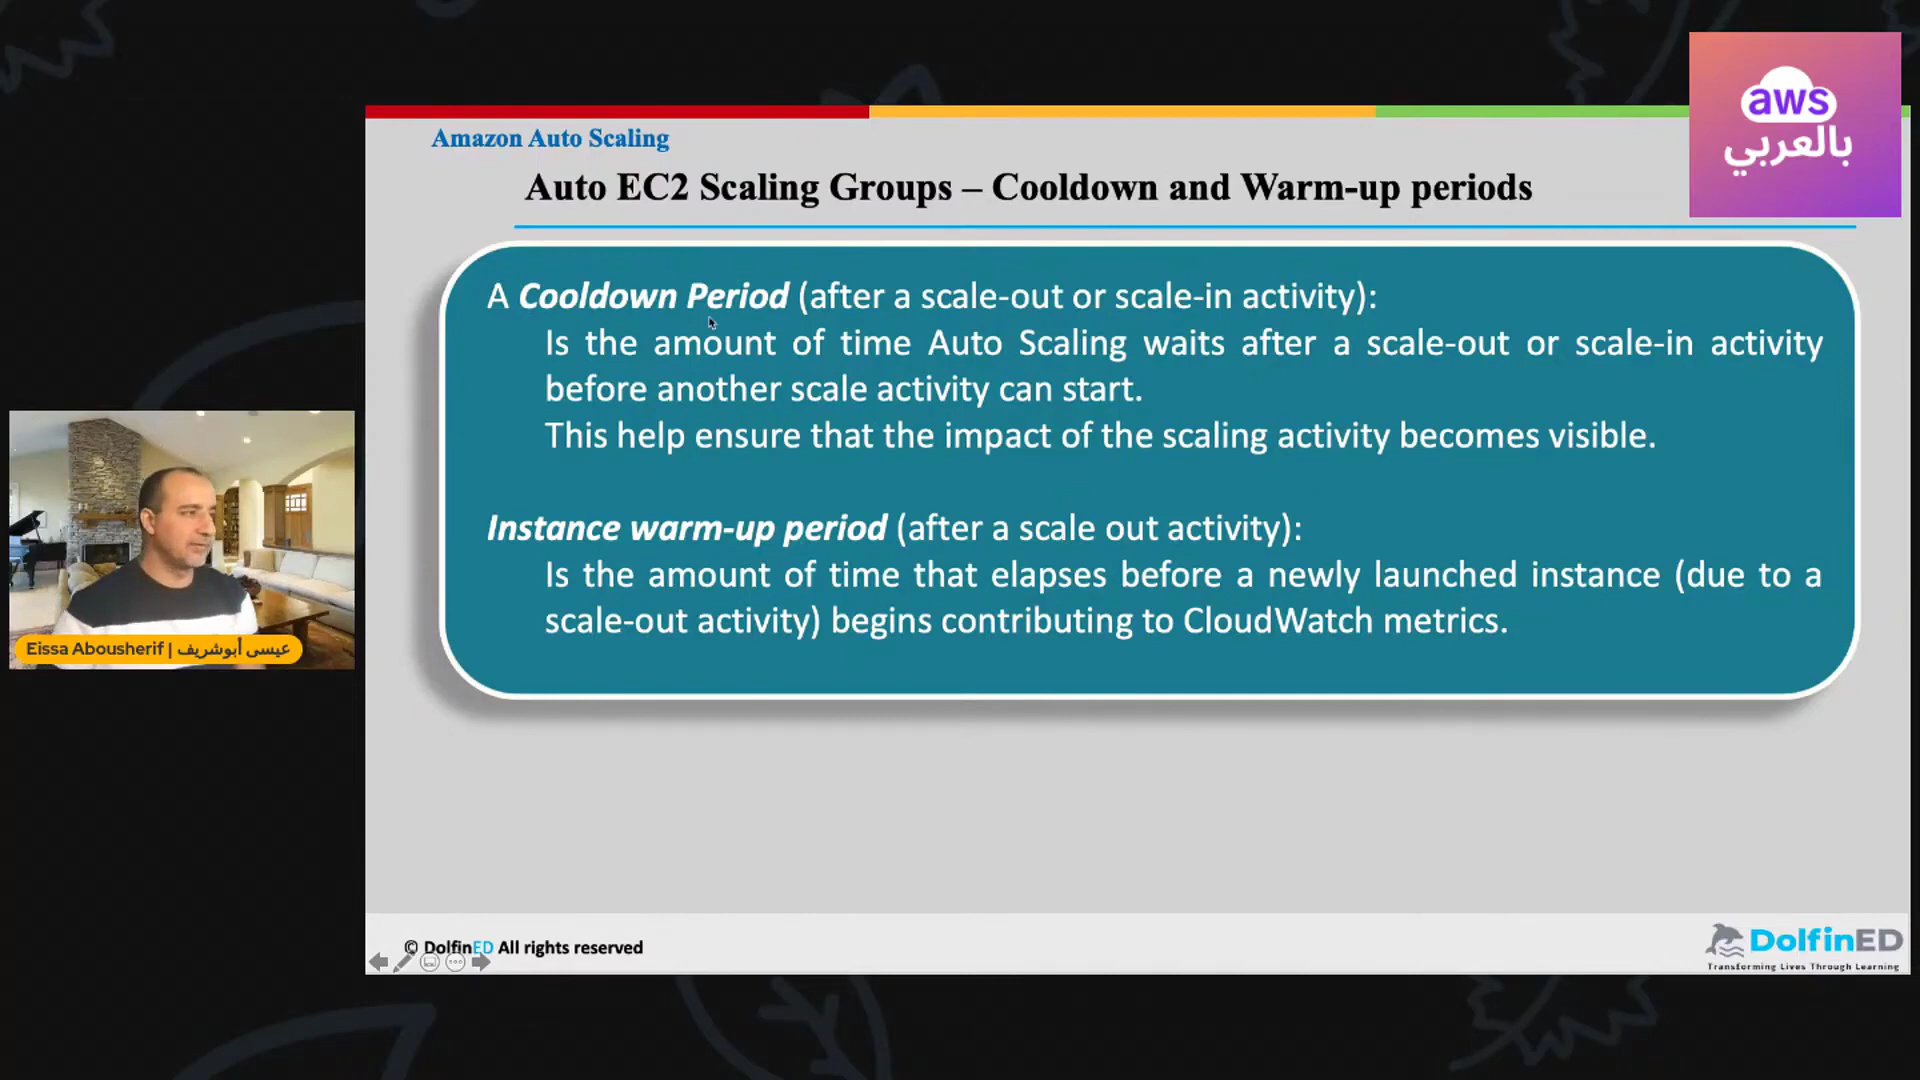 aws
بالعربي
Amazon Auto Scaling
Auto EC2 Scaling Groups – Cooldown and Warm-up periods
A Cooldown Period (after a scale-out or scale-in activity):
Is the amount of time Auto Scaling waits after a scale-out or scale-in activity
before another scale activity can start.
This help ensure that the impact of the scaling activity becomes visible.
Instance warm-up period (after a scale out activity):
Is the amount of time that elapses before a newly launched instance (due to a
scale-out activity) begins contributing to CloudWatch metrics.
Eissa Abousherif | عيسى أبوشريف
© DolfinED All rights reserved
DolfinED
Transforming Lives Through Learning